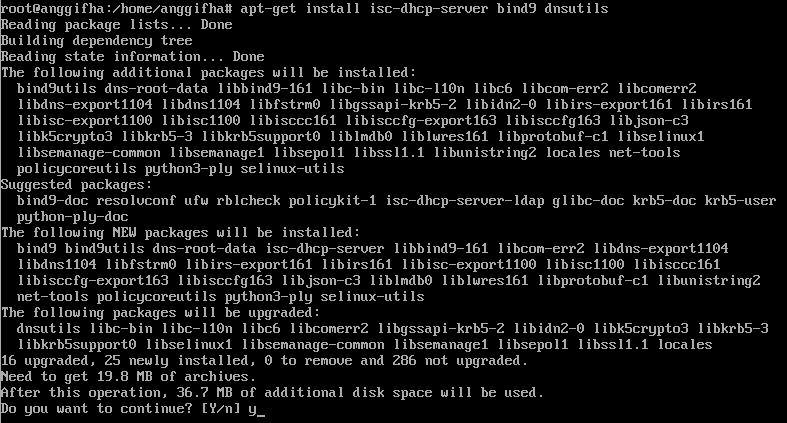 root@anggifha:/home/anggifha# apt-get install isc-dhcp-server bind9 dnsutils
Reading package lists... Done
Building dependency tree
Reading state information... Done
The following additional packages will be installed:
  bind9utils dns-root-data libbind9-161 libc-bin libc-l10n libc6 libcom-err2 libcomerr2
  libdns-export1104 libdns1104 libfstrm0 libgssapi-krb5-2 libidn2-0 libirs-export161 libirs161
  libisc-export1100 libisc1100 libisccc161 libisccfg-export163 libisccfg163 libjson-c3
  libk5crypto3 libkrb5-3 libkrb5support0 liblmdb0 liblwres161 libprotobuf-c1 libselinux1
  libsemanage-common libsemanage1 libsepol1 libssl1.1 libunistring2 locales net-tools
  policycoreutils python3-ply selinux-utils
Suggested packages:
  bind9-doc resolvconf ufw rblcheck policykit-1 isc-dhcp-server-ldap glibc-doc krb5-doc krb5-user
  python-ply-doc
The following NEW packages will be installed:
  bind9 bind9utils dns-root-data isc-dhcp-server libbind9-161 libcom-err2 libdns-export1104
  libdns1104 libfstrm0 libirs-export161 libirs161 libisc-export1100 libisc1100 libisccc161
  libisccfg-export163 libisccfg163 libjson-c3 liblmdb0 liblwres161 libprotobuf-c1 libunistring2
  net-tools policycoreutils python3-ply selinux-utils
The following packages will be upgraded:
  dnsutils libc-bin libc-l10n libc6 libcomerr2 libgssapi-krb5-2 libidn2-0 libk5crypto3 libkrb5-3
  libkrb5support0 libselinux1 libsemanage-common libsemanage1 libsepol1 libssl1.1 locales
16 upgraded, 25 newly installed, 0 to remove and 286 not upgraded.
Need to get 19.8 MB of archives.
After this operation, 36.7 MB of additional disk space will be used.
Do you want to continue? [Y/n] y_